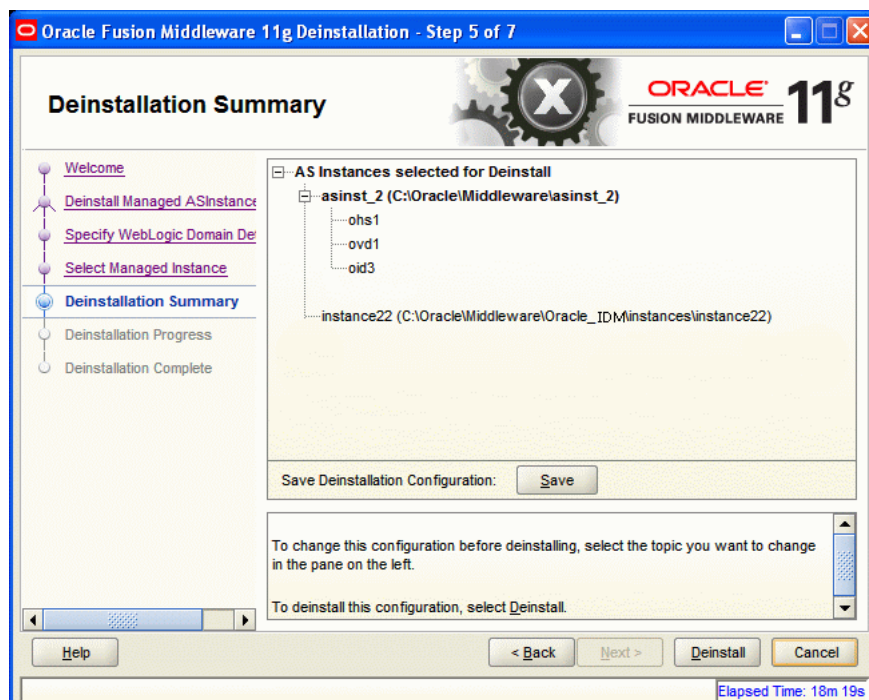 Oracle Fusion Middleware 11g Deinstallation - Step 5 of 7
Deinstallation Summary
ORACLE
FUSION MIDDLEWARE
11g
Welcome
Deinstall Managed ASInstance
Specify WebLogic Domain Det
Select Managed Instance
Deinstallation Summary
Deinstallation Progress
Deinstallation Complete
AS Instances selected for Deinstall
asinst_2 (C:\Oracle\Middleware\asinst_2)
ohs1
ovd1
oid3
instance22 (C:\Oracle\Middleware\Oracle_IDM\instances\instance22)
Save Deinstallation Configuration:
Save
To change this configuration before deinstalling, select the topic you want to change
in the pane on the left.
To deinstall this configuration, select Deinstall.
Help
< Back
Next >
Deinstall
Cancel
Elapsed Time: 18m 19s